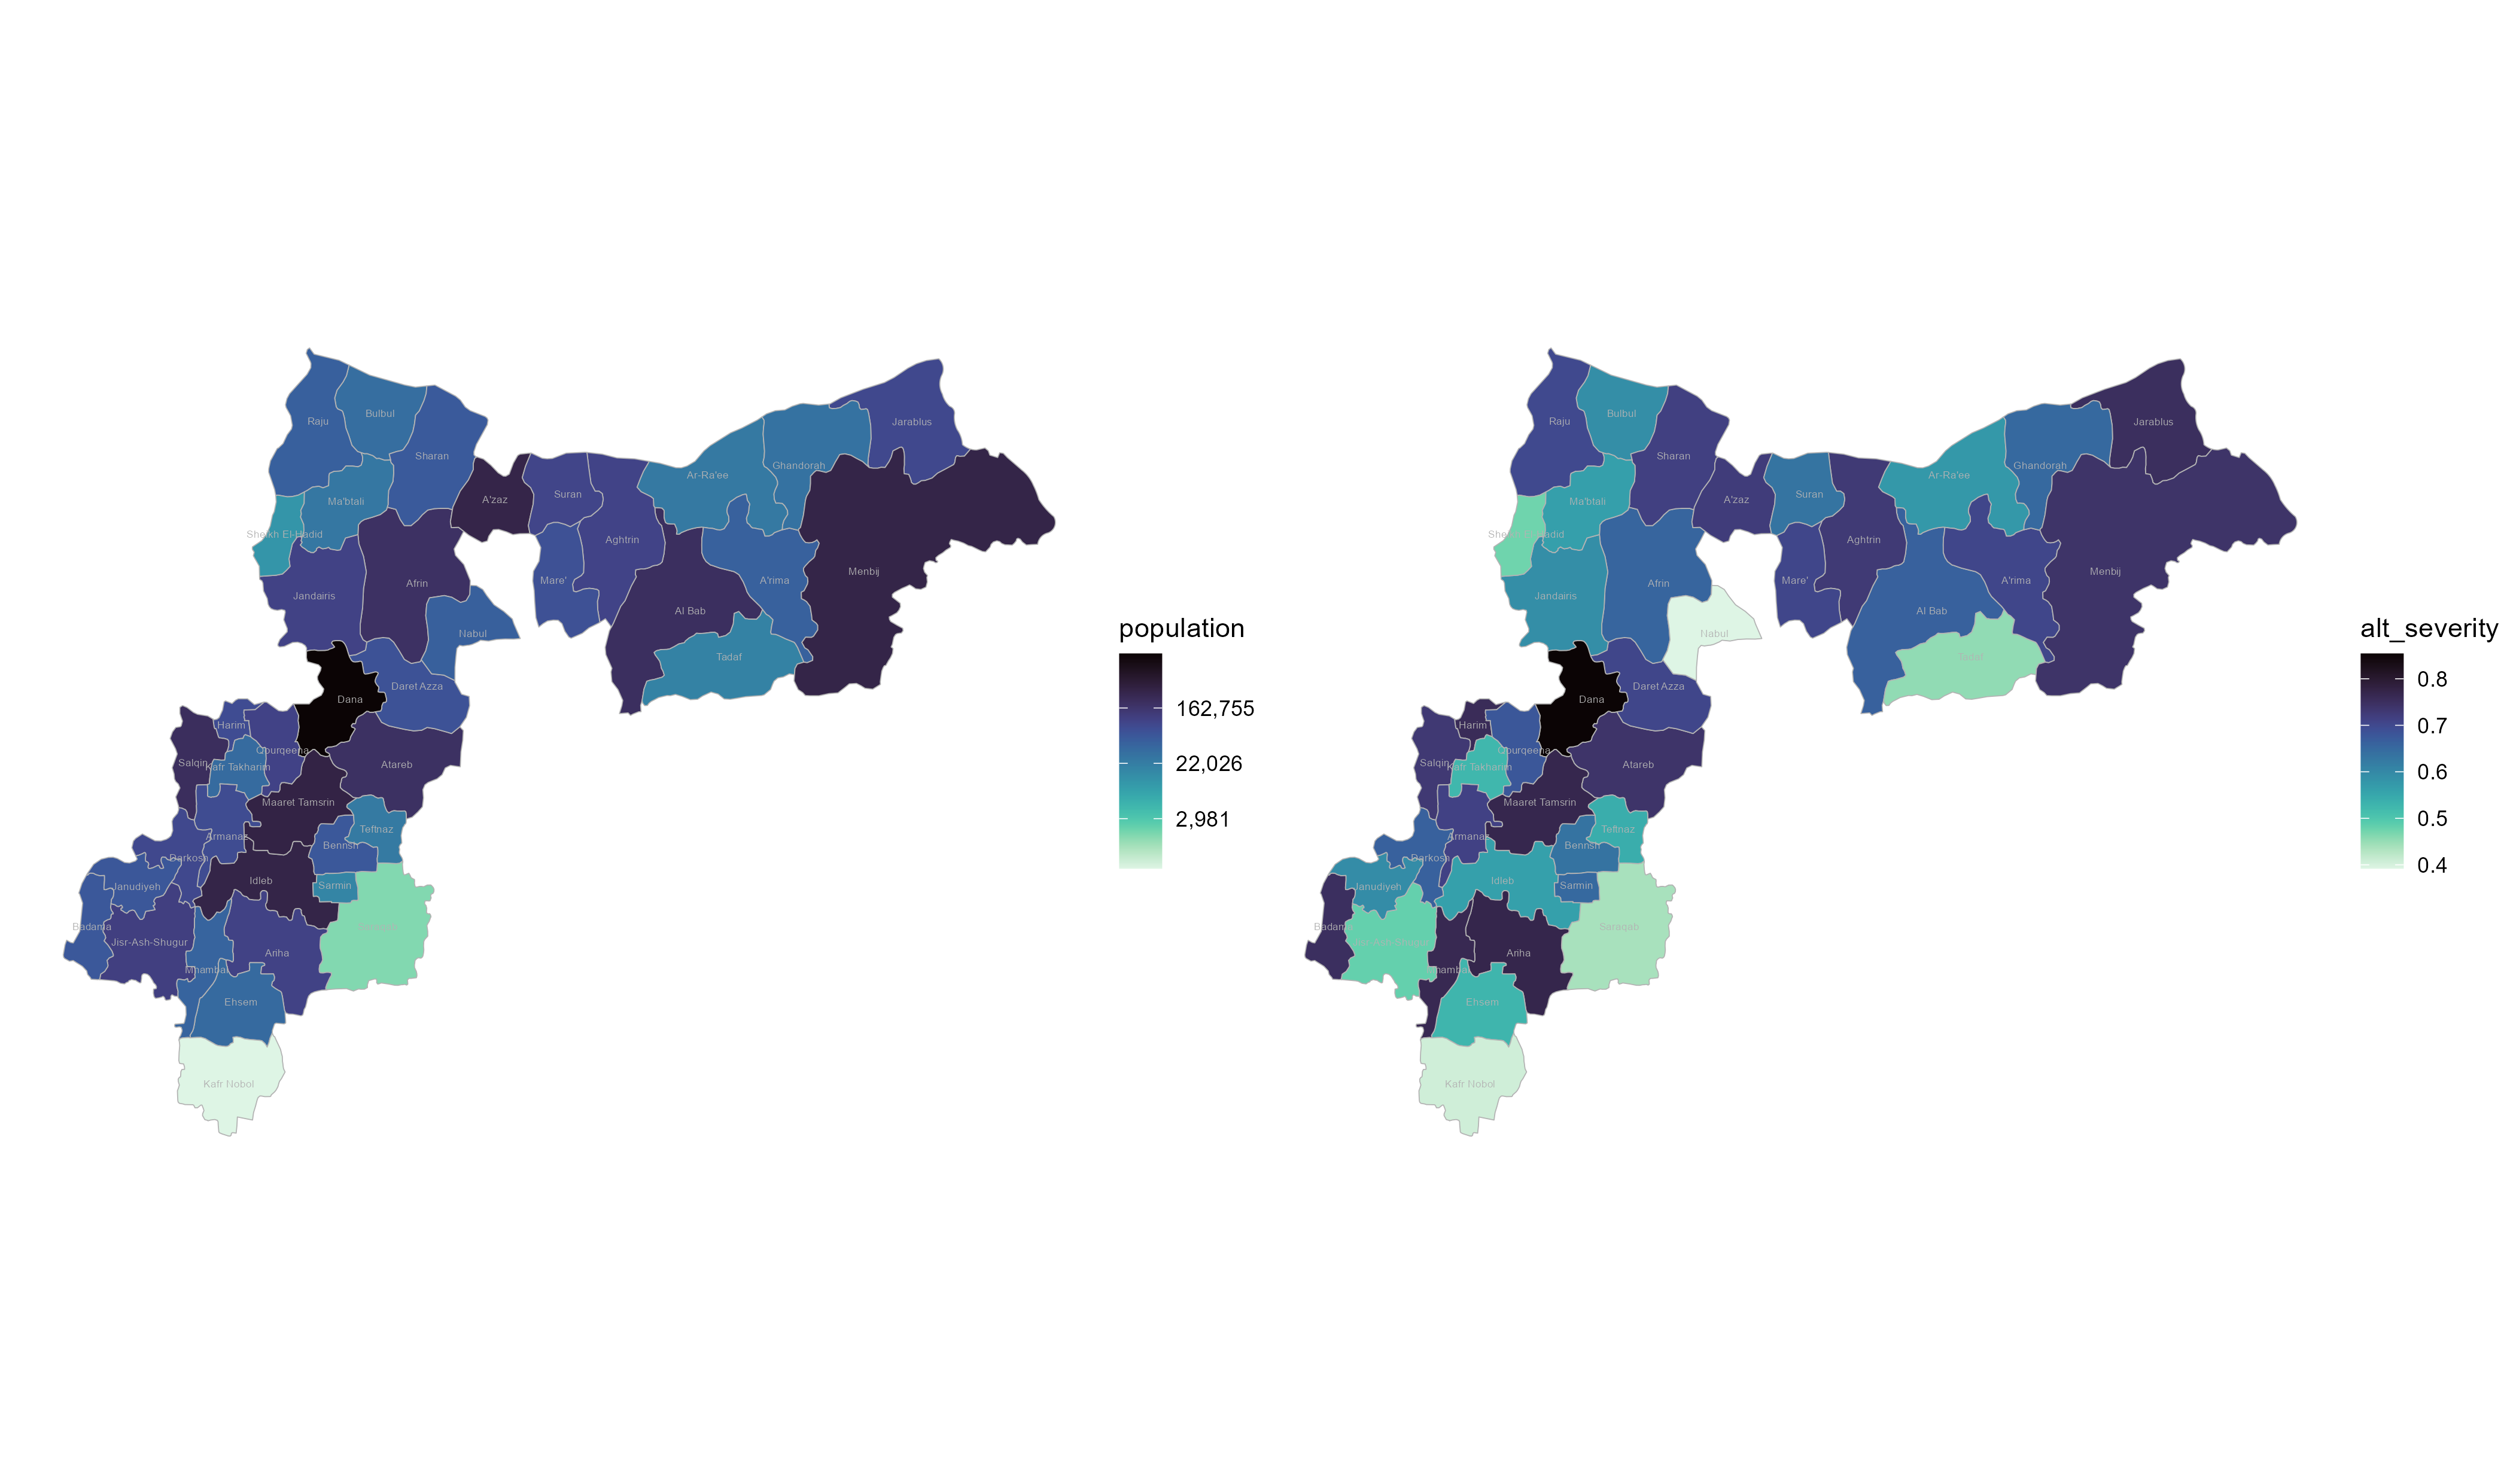 Raju
Bulbul
Sharan
Jarablus
Ghandorah
Ar-Ra'ee
Suran
A'zaz
Ma'btali
Sheikh El-Hadid
Aghtrin
Menbij
Mare'
A'rima
Afrin
Jandairis
Al Bab
Nabul
Tadaf
Daret Azza
Dana
Harim
Qourqeena
Salqin
Kafr Takharim
Atareb
Maaret Tamsrin
Teftnaz
Armanaz
Bennsh
Darkosh
Idleb
Sarmin
Janudiyeh
Badama
Jisr-Ash-Shugur
Ariha
Mhambal
Ehsem
Kafr Nobol
population
162,755
22,026
2,981
Raju
Bulbul
Sharan
Jarablus
Ghandorah
Ar-Ra'ee
Suran
A'zaz
Ma'btali
Aghtrin
Menbij
Mare'
A'rima
Afrin
Jandairis
Al Bab
Nabul
Tadaf
Daret Azza
Dana
Harim
Qourqeena
Salqin
Kafr Takharim
Atareb
Maaret Tamsrin
Teftnaz
Armanaz
Bennsh
Darkosh
Idleb
Sarmin
Janudiyeh
Badama
Saraqab
Ariha
Ehsem
Kafr Nobol
alt_severity
0.8
0.7
0.6
0.5
0.4